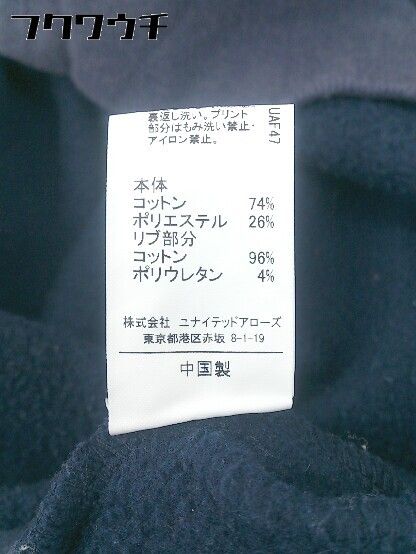 フクワウチ
裏返し洗い。プリント
部分はもみ洗い禁止・
アイロン禁止。
UAF47
本体
コットン 74%
ポリエステル 26%
リブ部分
コットン 96%
ポリウレタン 4%
株式会社 ユナイテッドアローズ
東京都港区赤坂 8-1-19
中国製